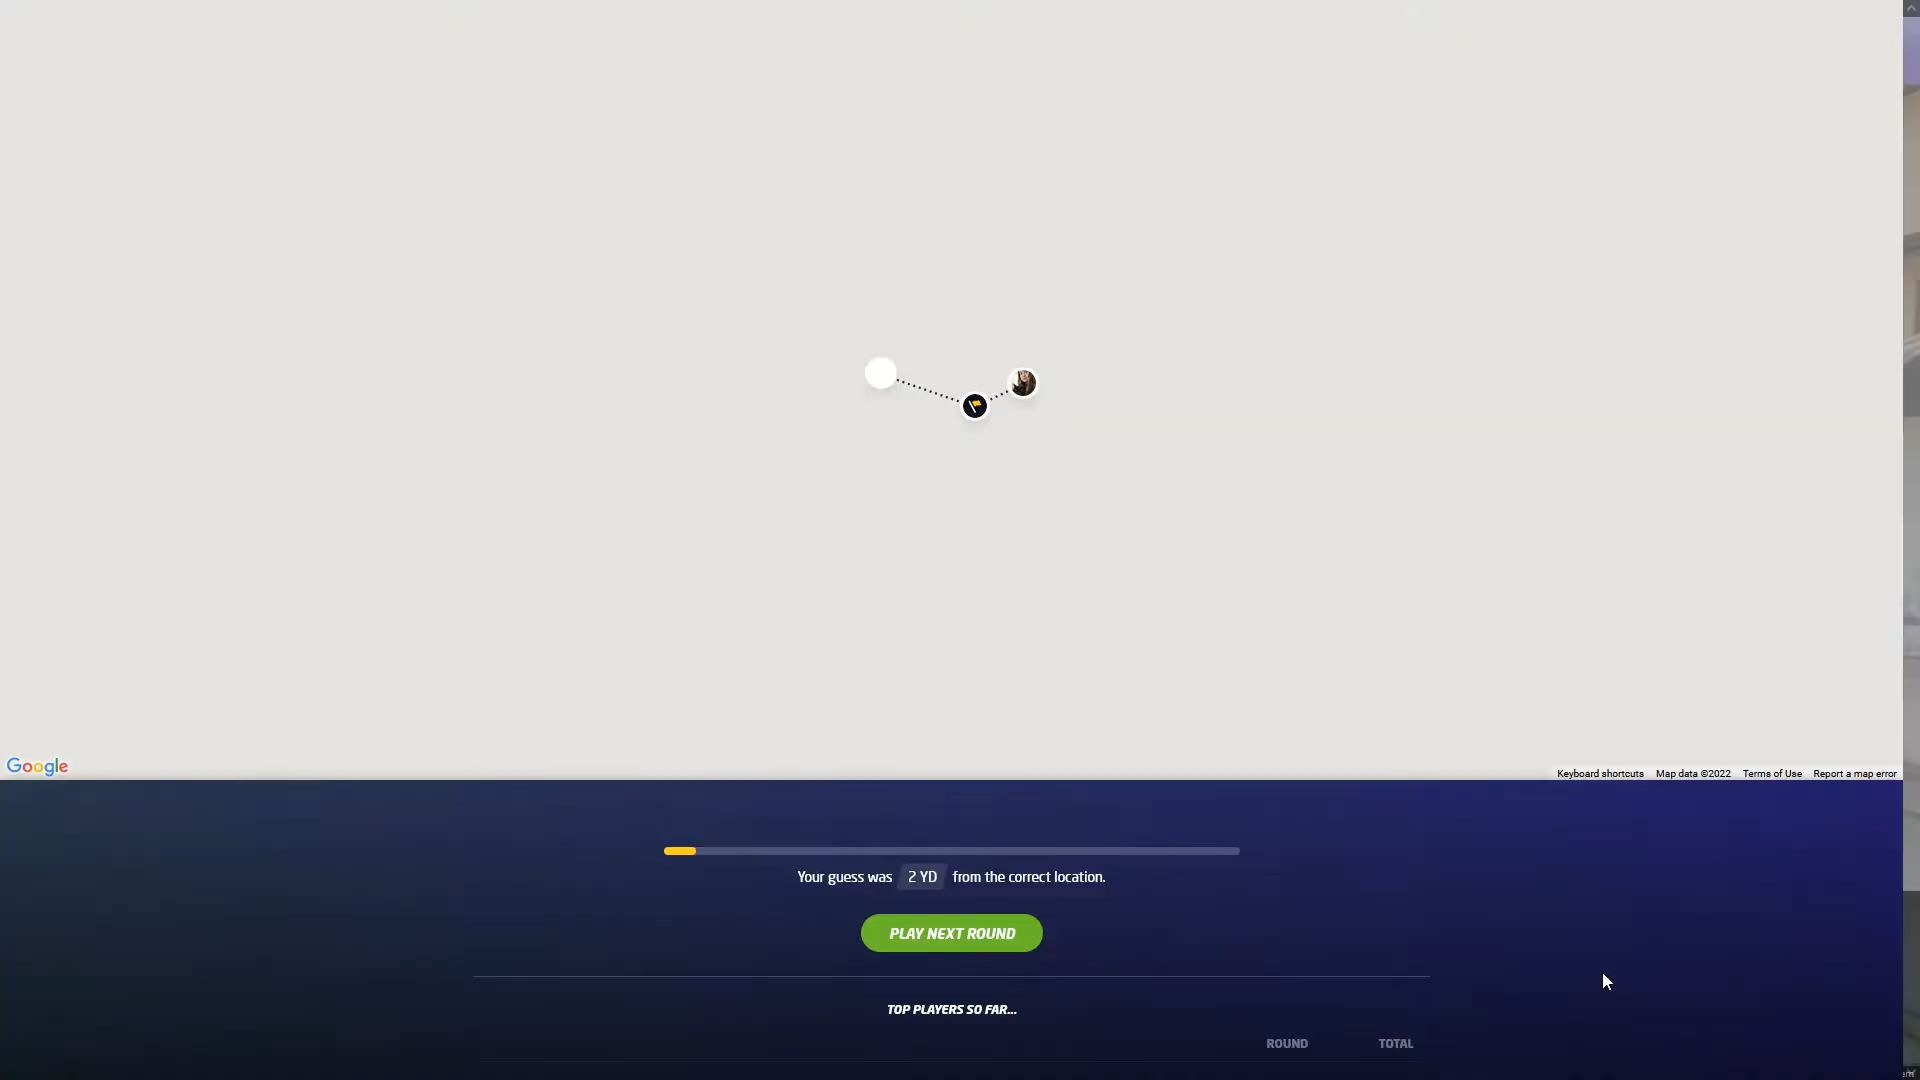 Google
Keyboard shortcuts Map data ©2022 Terms of Use Report a map error
Your guess was 2 YD from the correct location.
PLAY NEXT ROUND
TOP PLAYERS SO FAR...
ROUND TOTAL